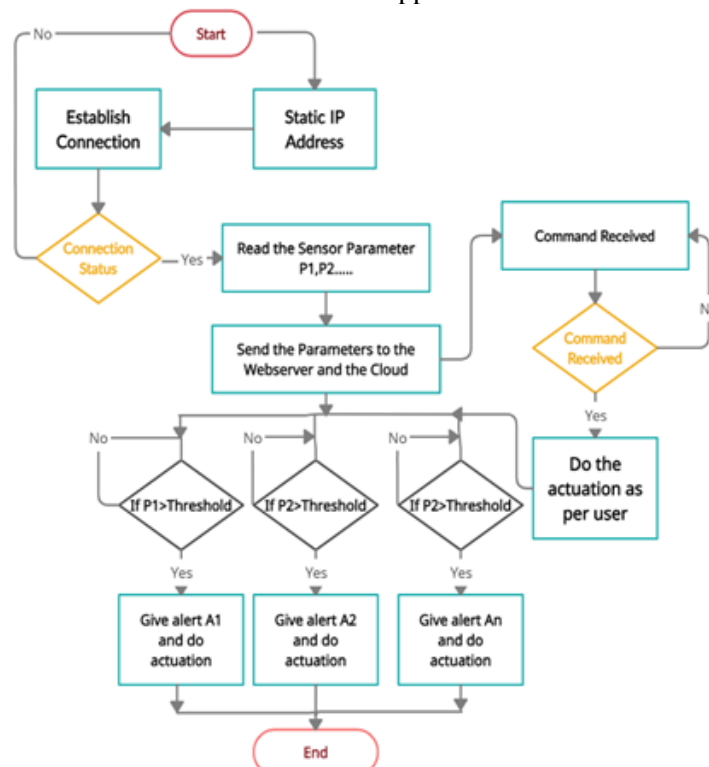 No
Start
Establish
Connection
Static IP
Address
Connection
Status
Yes
Read the Sensor Parameter
P1,P2.....
Command Received
Send the Parameters to the
Webserver and the Cloud
Command
Received
N
Yes
No
No
No
If P1>Threshold
If P2>Threshold
If P2>Threshold
Do the
actuation as
per user
Yes
Yes
Yes
Give alert A1
and do
actuation
Give alert A2
and do
actuation
Give alert An
and do
actuation
End